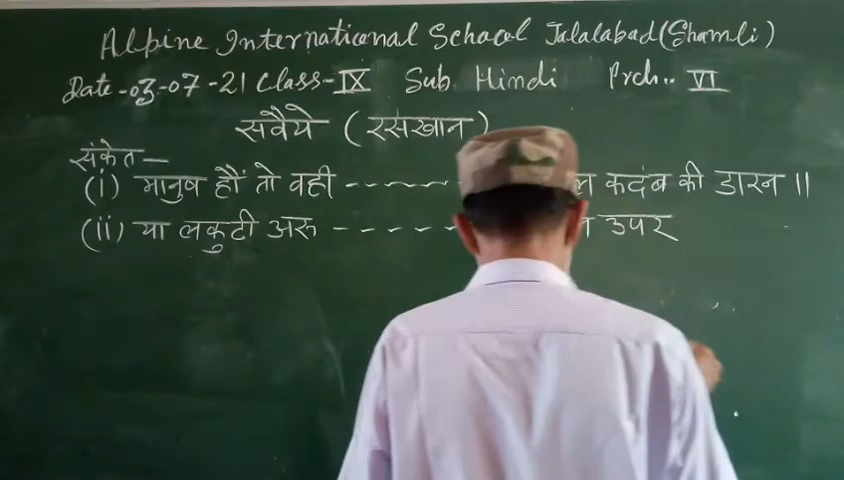 Alpine International School Jalalabad (Shamli)
Date-03-07-21 Class-IX Sub Hindi Prch.. VI
सवैये (रसखान)
संकेत—
(i) मानुष हौं तो वही ------ कदंब की डारन ॥
(ii) या लकुटी अरु ------ उपर